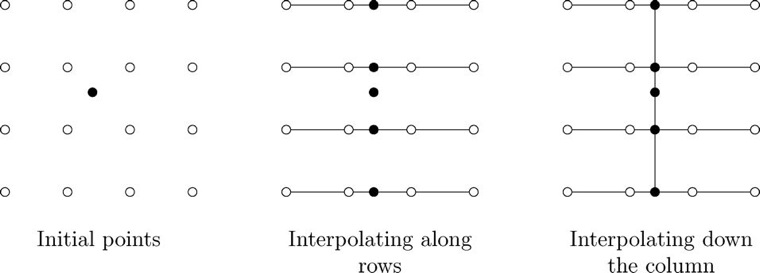 Initial points
Interpolating along
rows
Interpolating down
the column